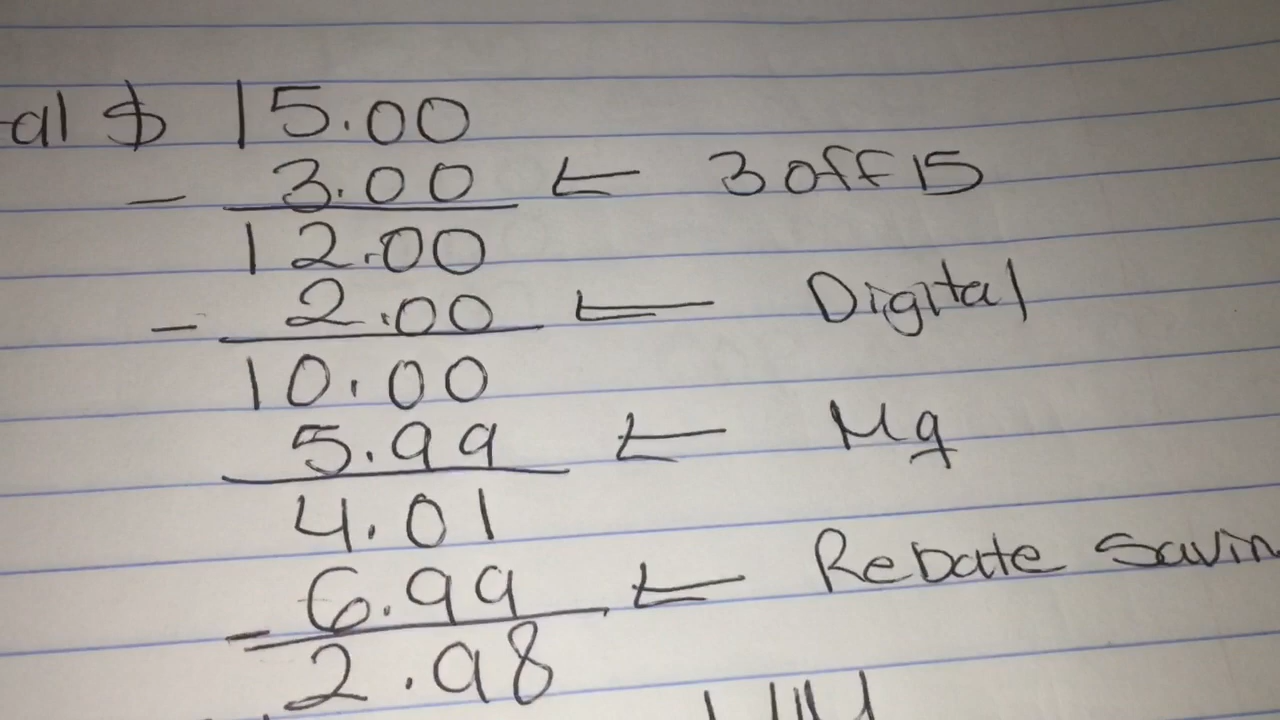 al $ 15.00
- 3.00 ← 3 off 15
12.00
- 2.00 ← Digital
10.00
5.99 ← Mq
4.01
- 6.99 ← Rebate Savin
2.98